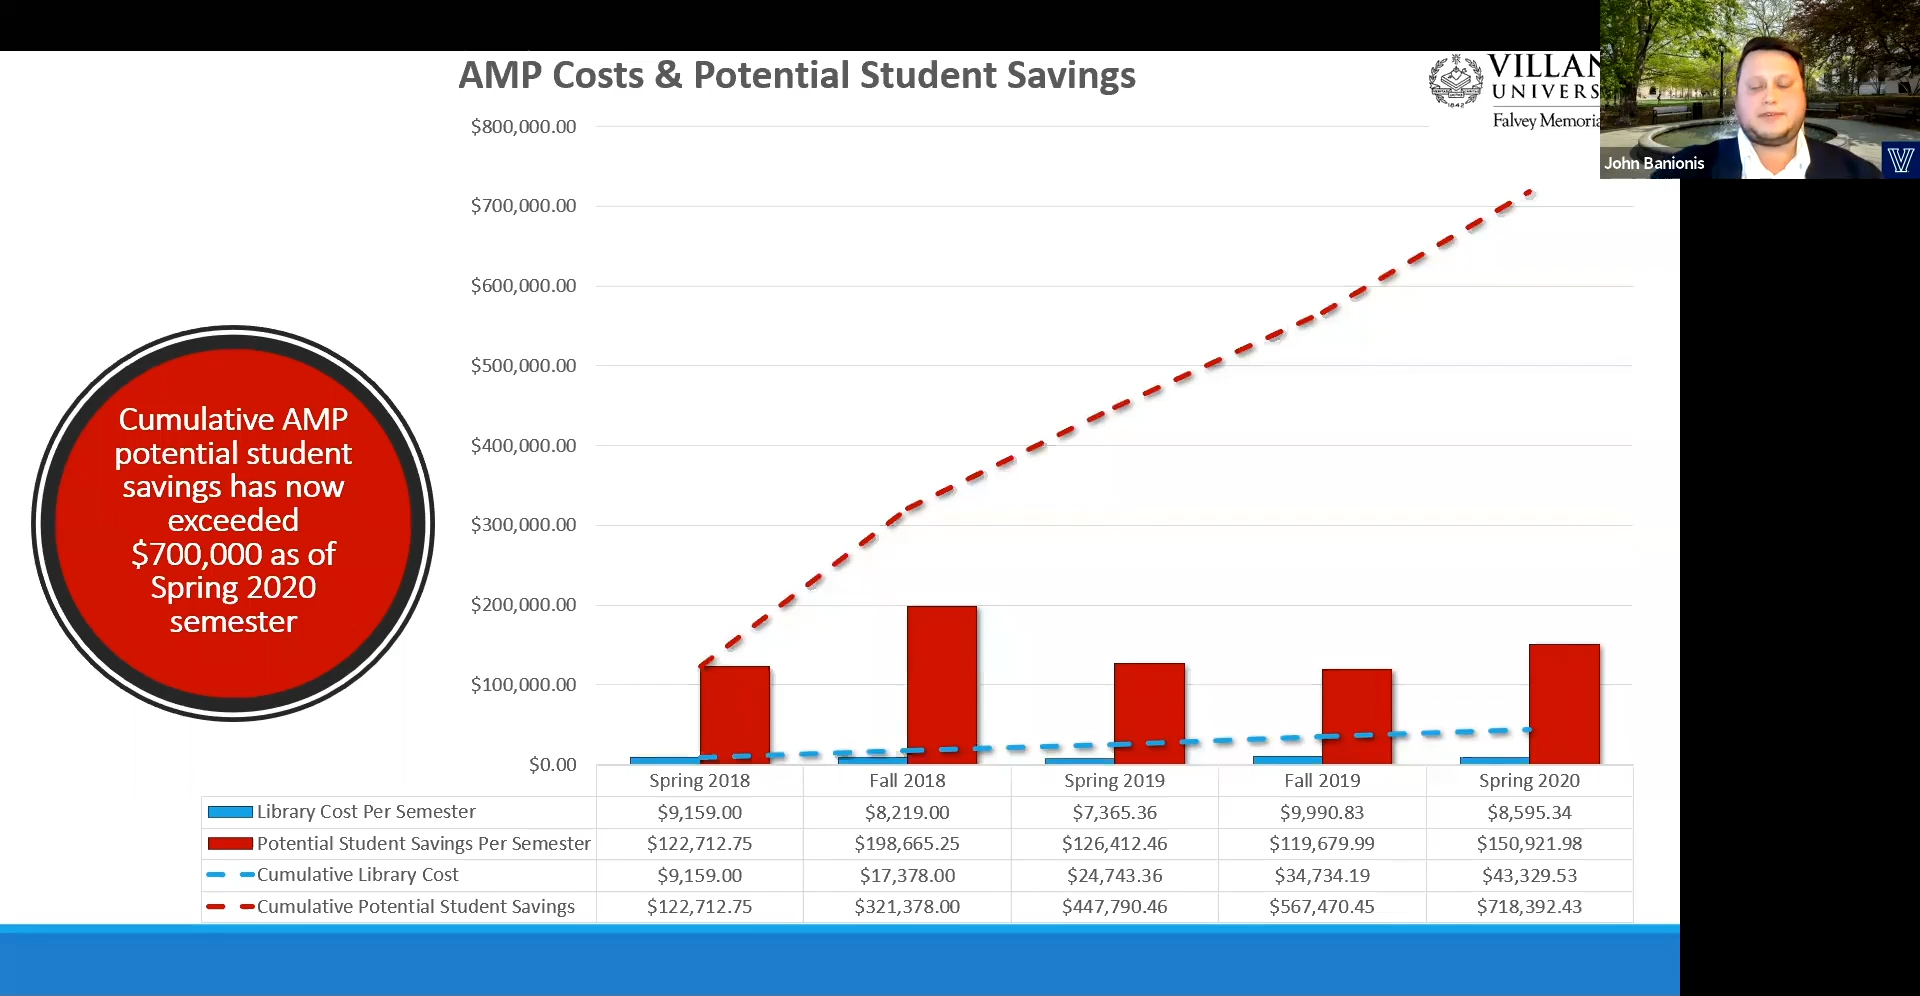 AMP Costs & Potential Student Savings
VILLAN
UNIVERS
1842
Falvey Memoria
John Banionis
$800,000.00
$700,000.00
$600,000.00
$500,000.00
$400,000.00
$300,000.00
$200,000.00
$100,000.00
$0.00
Cumulative AMP
potential student
savings has now
exceeded
$700,000 as of
Spring 2020
semester
Spring 2018 Fall 2018 Spring 2019 Fall 2019 Spring 2020
Library Cost Per Semester $9,159.00 $8,219.00 $7,365.36 $9,990.83 $8,595.34
Potential Student Savings Per Semester $122,712.75 $198,665.25 $126,412.46 $119,679.99 $150,921.98
Cumulative Library Cost $9,159.00 $17,378.00 $24,743.36 $34,734.19 $43,329.53
Cumulative Potential Student Savings $122,712.75 $321,378.00 $447,790.46 $567,470.45 $718,392.43